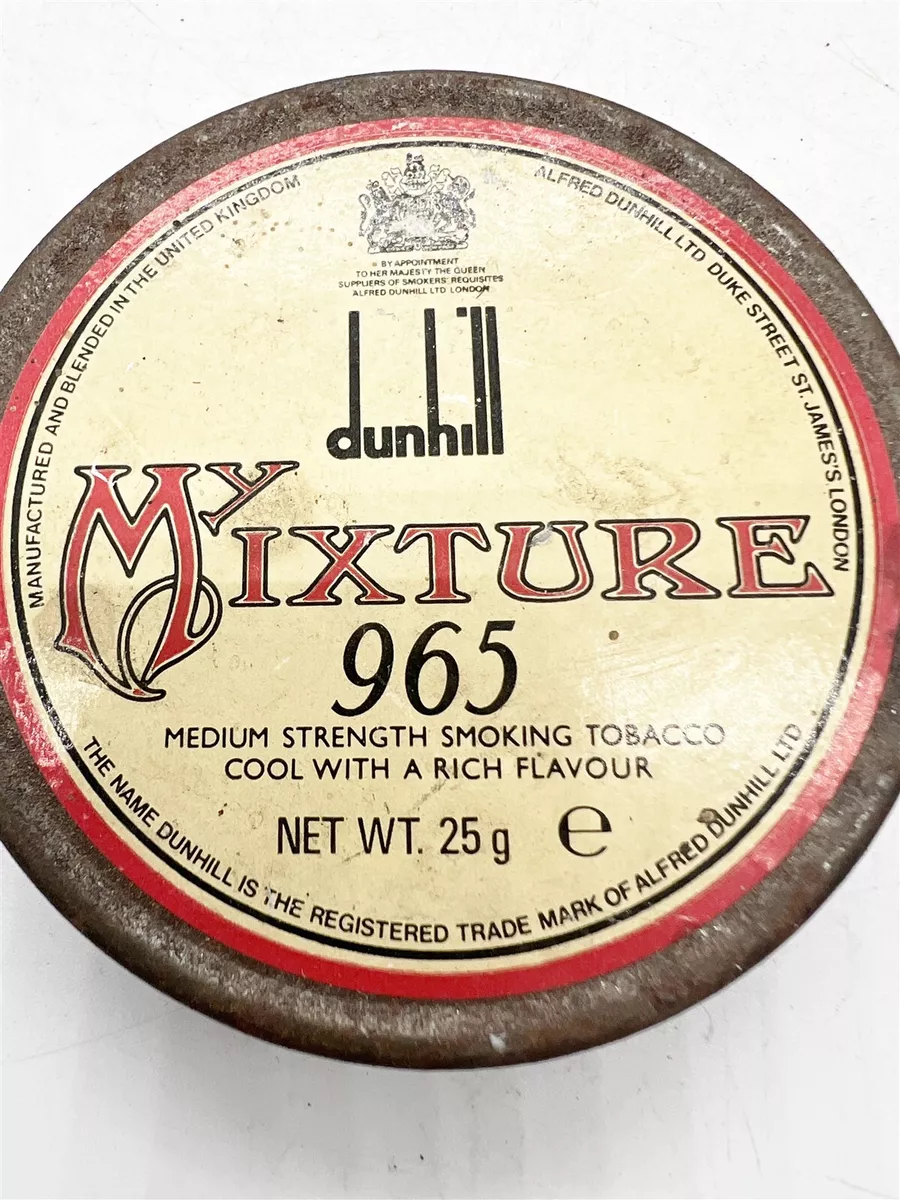 MANUFACTURED AND BLENDED IN THE UNITED KINGDOM
ALFRED DUNHILL LTD DUKE STREET ST. JAMES'S LONDON
BY APPOINTMENT
TO HER MAJESTY THE QUEEN
SUPPLIERS OF SMOKERS' REQUISITES
ALFRED DUNHILL LTD LONDON
dunhill
MY MIXTURE
965
MEDIUM STRENGTH SMOKING TOBACCO
COOL WITH A RICH FLAVOUR
NET WT. 25g e
THE NAME DUNHILL IS THE REGISTERED TRADE MARK OF ALFRED DUNHILL LTD